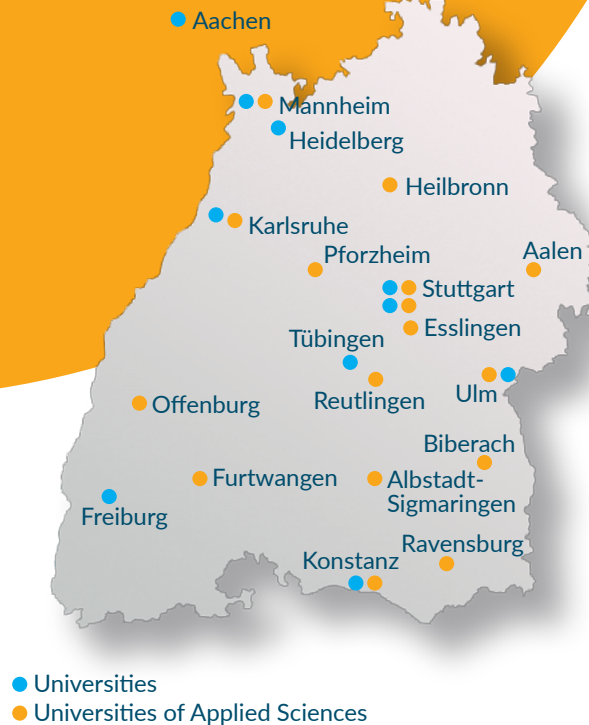 Aachen
Mannheim
Heidelberg
Heilbronn
Karlsruhe
Pforzheim
Aalen
Stuttgart
Esslingen
Tübingen
Reutlingen
Ulm
Offenburg
Biberach
Furtwangen
Albstadt-
Sigmaringen
Freiburg
Ravensburg
Konstanz
Universities
Universities of Applied Sciences